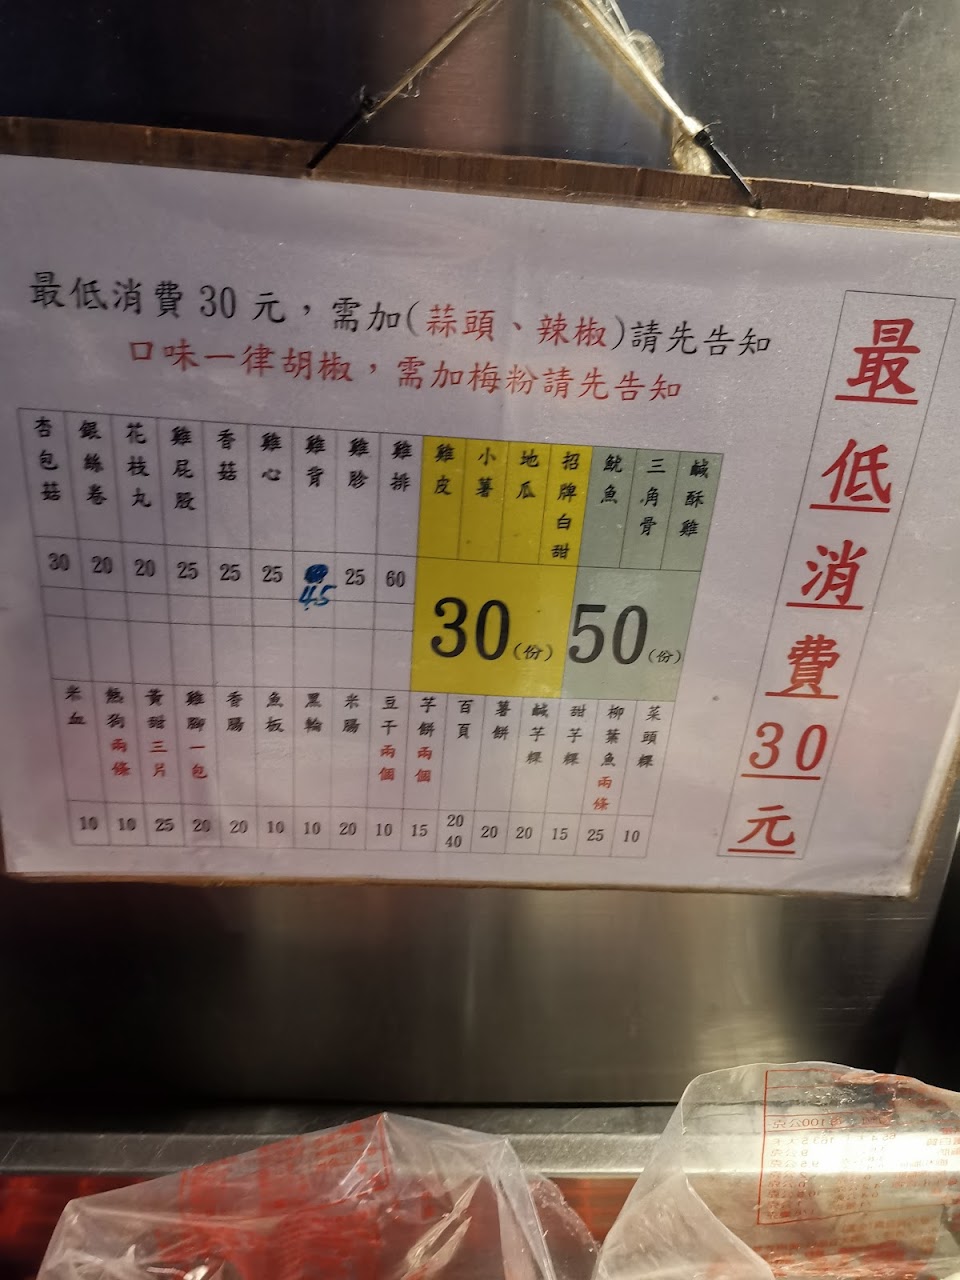 最低消費30元，需加(蒜頭、辣椒)請先告知
口味一律胡椒，需加梅粉請先告知
最低消費30元
鹹酥雞
三角骨
魷魚
50(份)
招牌白甜
地瓜
小薯
雞皮
30(份)
雞排 60
雞胗 25
雞背 45
雞心 25
香菇 25
雞屁股 25
花枝丸 20
銀絲卷 20
杏包菇 30
菜頭粿 10
柳葉魚兩條 25
甜芋粿 15
鹹芋粿 20
薯餅 20
百頁 20 40
芋餅兩個 15
豆干兩個 10
米腸 20
黑輪 10
魚板 10
香腸 20
雞腳一包 20
黃甜三片 25
熱狗兩條 10
米血 10